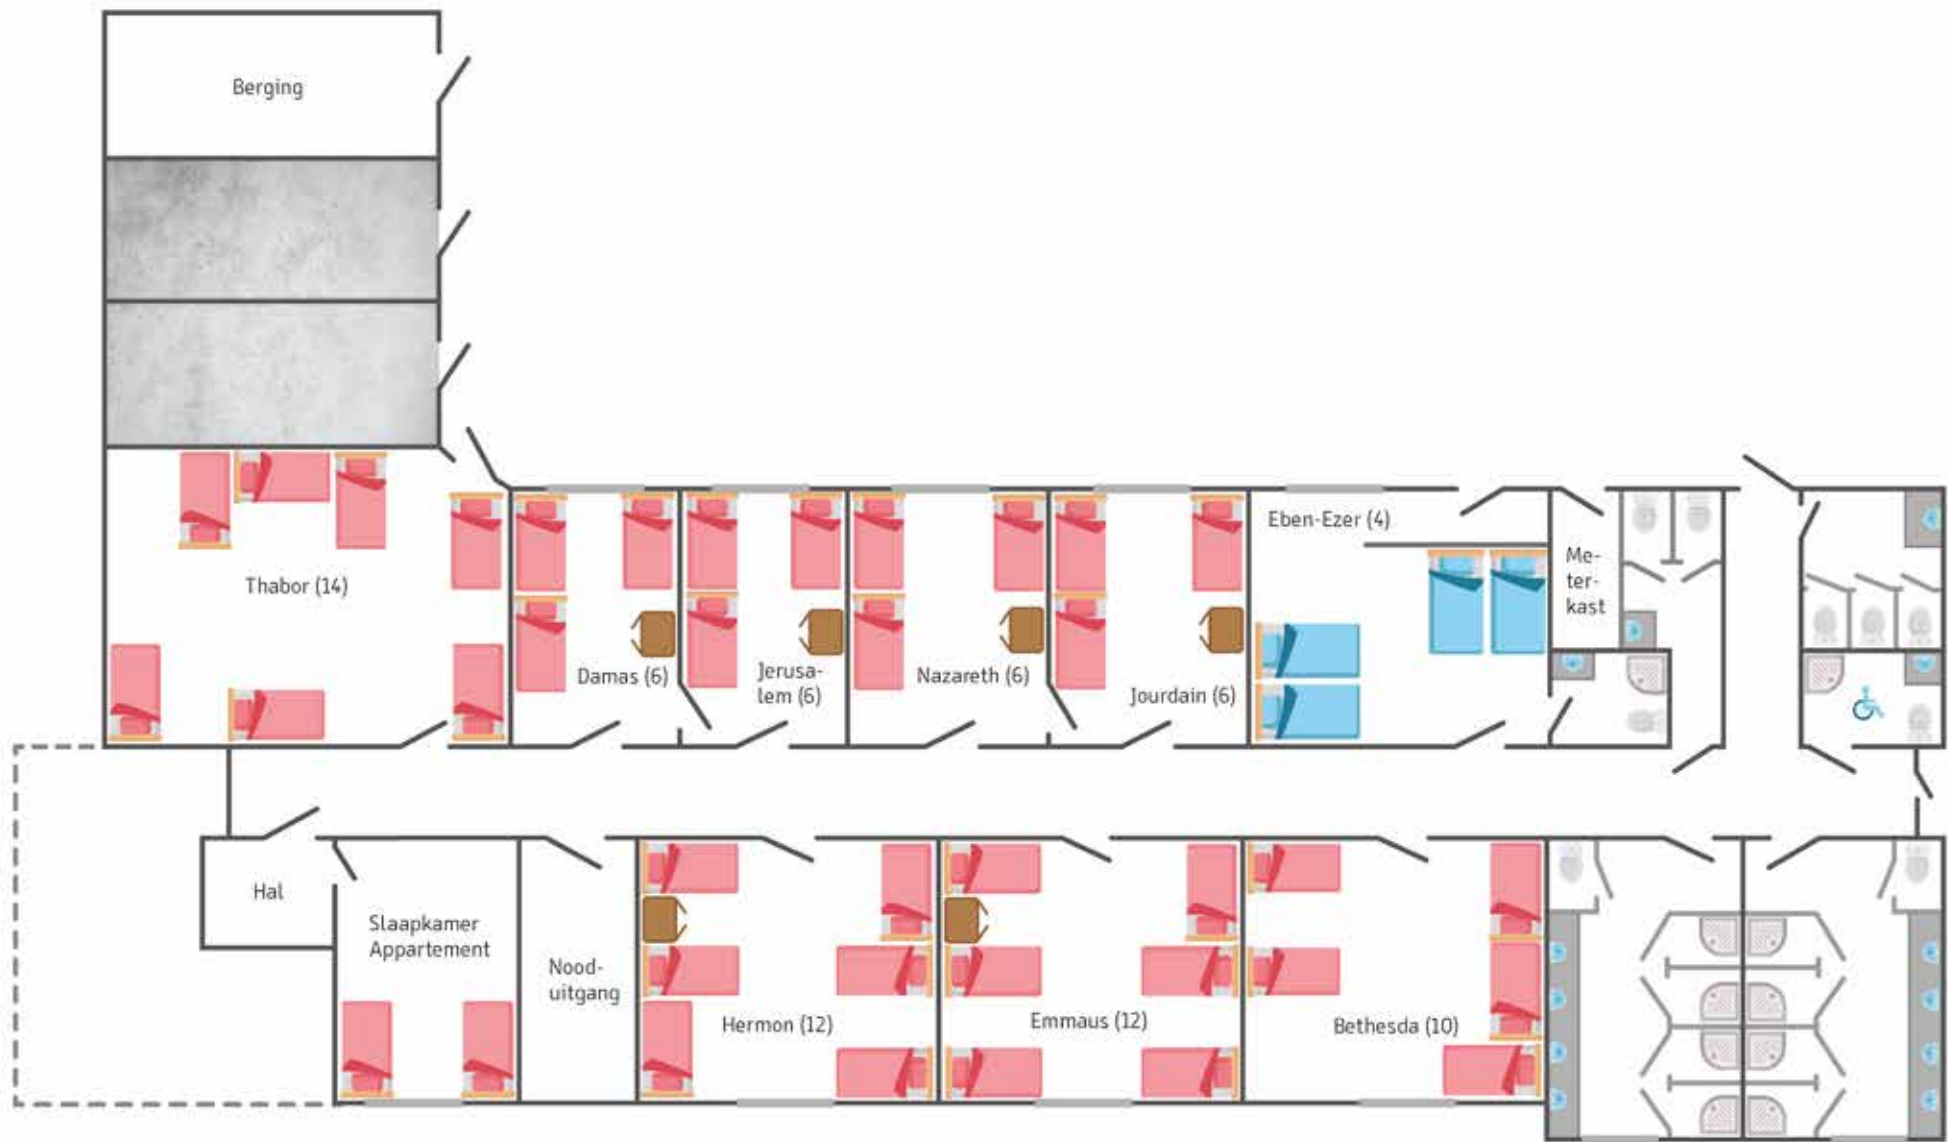 Berging
Thabor (14)
Damas (6)
Jerusa-
lem (6)
Nazareth (6)
Jourdain (6)
Eben-Ezer (4)
Me-
ter-
kast
Hal
Slaapkamer
Appartement
Nood-
uitgang
Hermon (12)
Emmaus (12)
Bethesda (10)